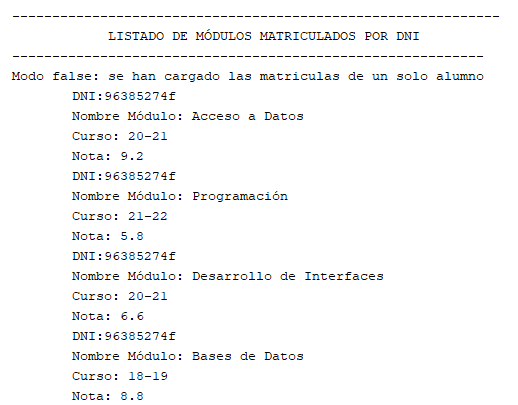 -------------------------------------------------------------
LISTADO DE MÓDULOS MATRICULADOS POR DNI
-----------------------------------------------------------
Modo false: se han cargado las matriculas de un solo alumno
DNI:96385274f
Nombre Módulo: Acceso a Datos
Curso: 20-21
Nota: 9.2
DNI:96385274f
Nombre Módulo: Programación
Curso: 21-22
Nota: 5.8
DNI:96385274f
Nombre Módulo: Desarrollo de Interfaces
Curso: 20-21
Nota: 6.6
DNI:96385274f
Nombre Módulo: Bases de Datos
Curso: 18-19
Nota: 8.8